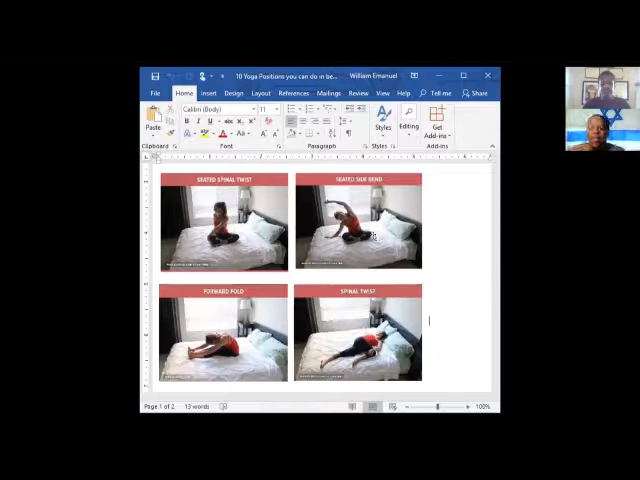 10 Yoga Positions you can do in be...
William Emanuel
File Home Insert Design Layout References Mailings Review View Help Tell me Share
Calibri (Body) 11
Paste
Styles
Editing
Get Add-ins
Clipboard Font Paragraph Styles Add-ins
SEATED SPINAL TWIST
SEATED SIDE BEND
FORWARD FOLD
SPINAL TWIST
Page 1 of 2 13 words 100%